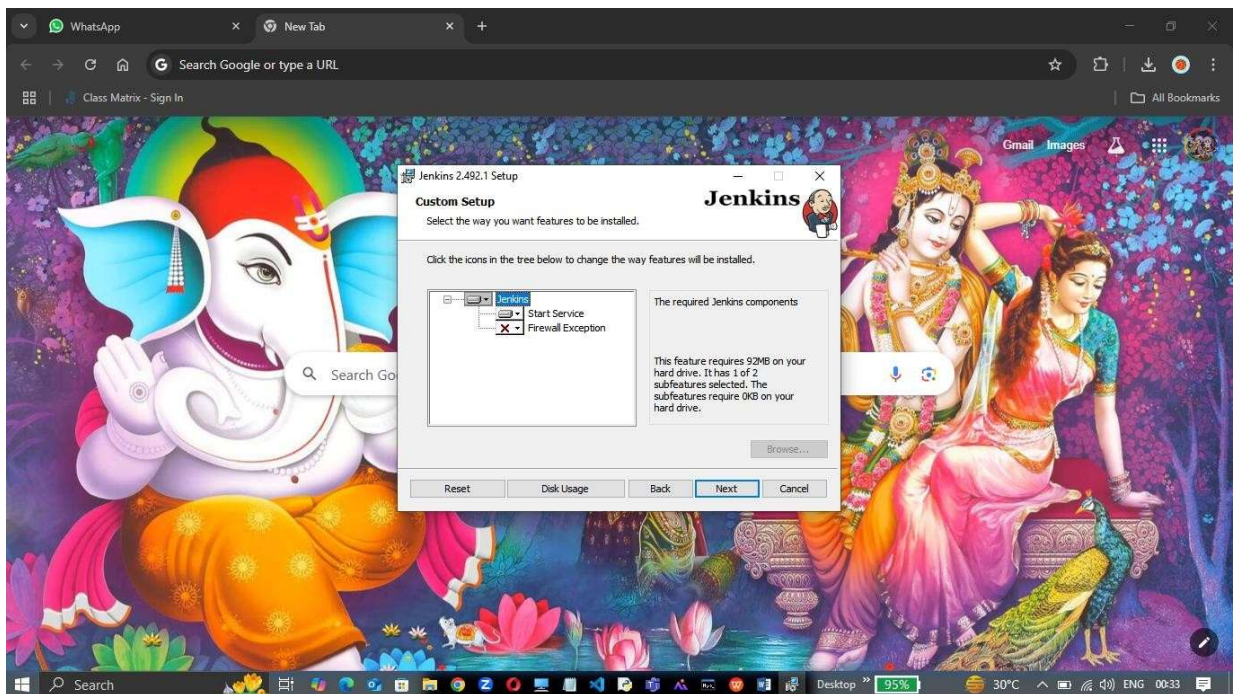 WhatsApp
New Tab
Search Google or type a URL
Class Matrix - Sign In
All Bookmarks
Gmail Images
Search Go
Jenkins 2.492.1 Setup
Custom Setup
Select the way you want features to be installed.
Jenkins
Click the icons in the tree below to change the way features will be installed.
Jenkins
Start Service
Firewall Exception
The required Jenkins components
This feature requires 92MB on your
hard drive. It has 1 of 2
subfeatures selected. The
subfeatures require 0KB on your
hard drive.
Browse...
Reset Disk Usage Back Next Cancel
Search
Desktop 95% 30°C ENG 00:33